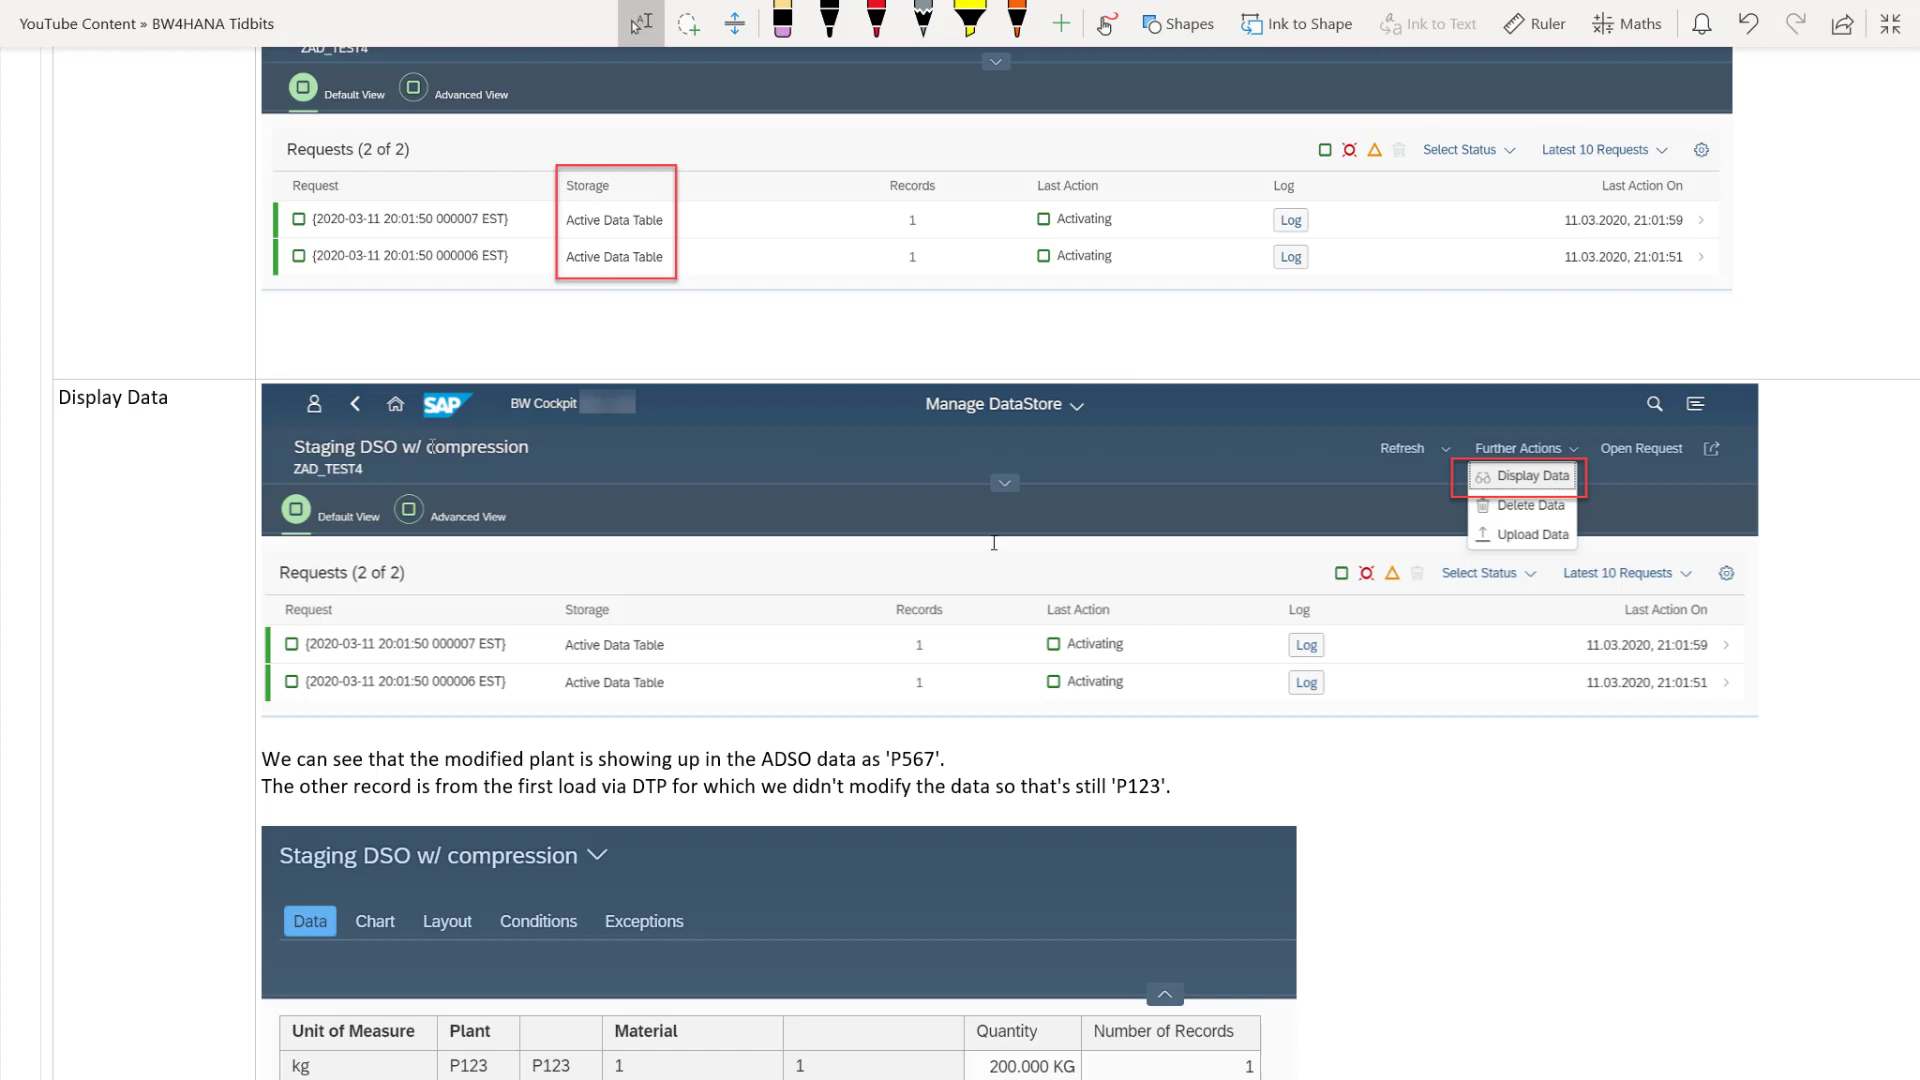 YouTube Content » BW4HANA Tidbits
Shapes
Ink to Shape
Ink to Text
Ruler
Maths
ZAD_TEST4
Default View
Advanced View
Requests (2 of 2)
Select Status
Latest 10 Requests
Request Storage Records Last Action Log Last Action On
{2020-03-11 20:01:50 000007 EST} Active Data Table 1 Activating Log 11.03.2020, 21:01:59
{2020-03-11 20:01:50 000006 EST} Active Data Table 1 Activating Log 11.03.2020, 21:01:51
Display Data
SAP BW Cockpit Manage DataStore
Staging DSO w/ compression
Refresh Further Actions Open Request
ZAD_TEST4
Display Data
Delete Data
Upload Data
Default View
Advanced View
Requests (2 of 2)
Select Status
Latest 10 Requests
Request Storage Records Last Action Log Last Action On
{2020-03-11 20:01:50 000007 EST} Active Data Table 1 Activating Log 11.03.2020, 21:01:59
{2020-03-11 20:01:50 000006 EST} Active Data Table 1 Activating Log 11.03.2020, 21:01:51
We can see that the modified plant is showing up in the ADSO data as 'P567'.
The other record is from the first load via DTP for which we didn't modify the data so that's still 'P123'.
Staging DSO w/ compression
Data Chart Layout Conditions Exceptions
Unit of Measure Plant Material Quantity Number of Records
kg P123 P123 1 1 200.000 KG 1